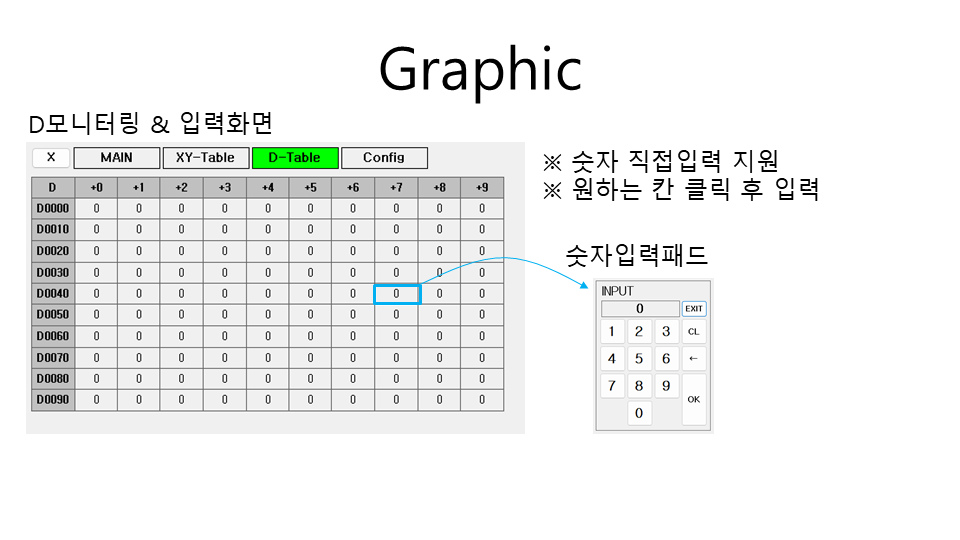 Graphic
D모니터링 & 입력화면
X MAIN XY-Table D-Table Config
D +0 +1 +2 +3 +4 +5 +6 +7 +8 +9
D0000 0 0 0 0 0 0 0 0 0 0
D0010 0 0 0 0 0 0 0 0 0 0
D0020 0 0 0 0 0 0 0 0 0 0
D0030 0 0 0 0 0 0 0 0 0 0
D0040 0 0 0 0 0 0 0 0 0 0
D0050 0 0 0 0 0 0 0 0 0 0
D0060 0 0 0 0 0 0 0 0 0 0
D0070 0 0 0 0 0 0 0 0 0 0
D0080 0 0 0 0 0 0 0 0 0 0
D0090 0 0 0 0 0 0 0 0 0 0
※ 숫자 직접입력 지원
※ 원하는 칸 클릭 후 입력
숫자입력패드
INPUT
0 EXIT
1 2 3 CL
4 5 6 ←
7 8 9
OK
0